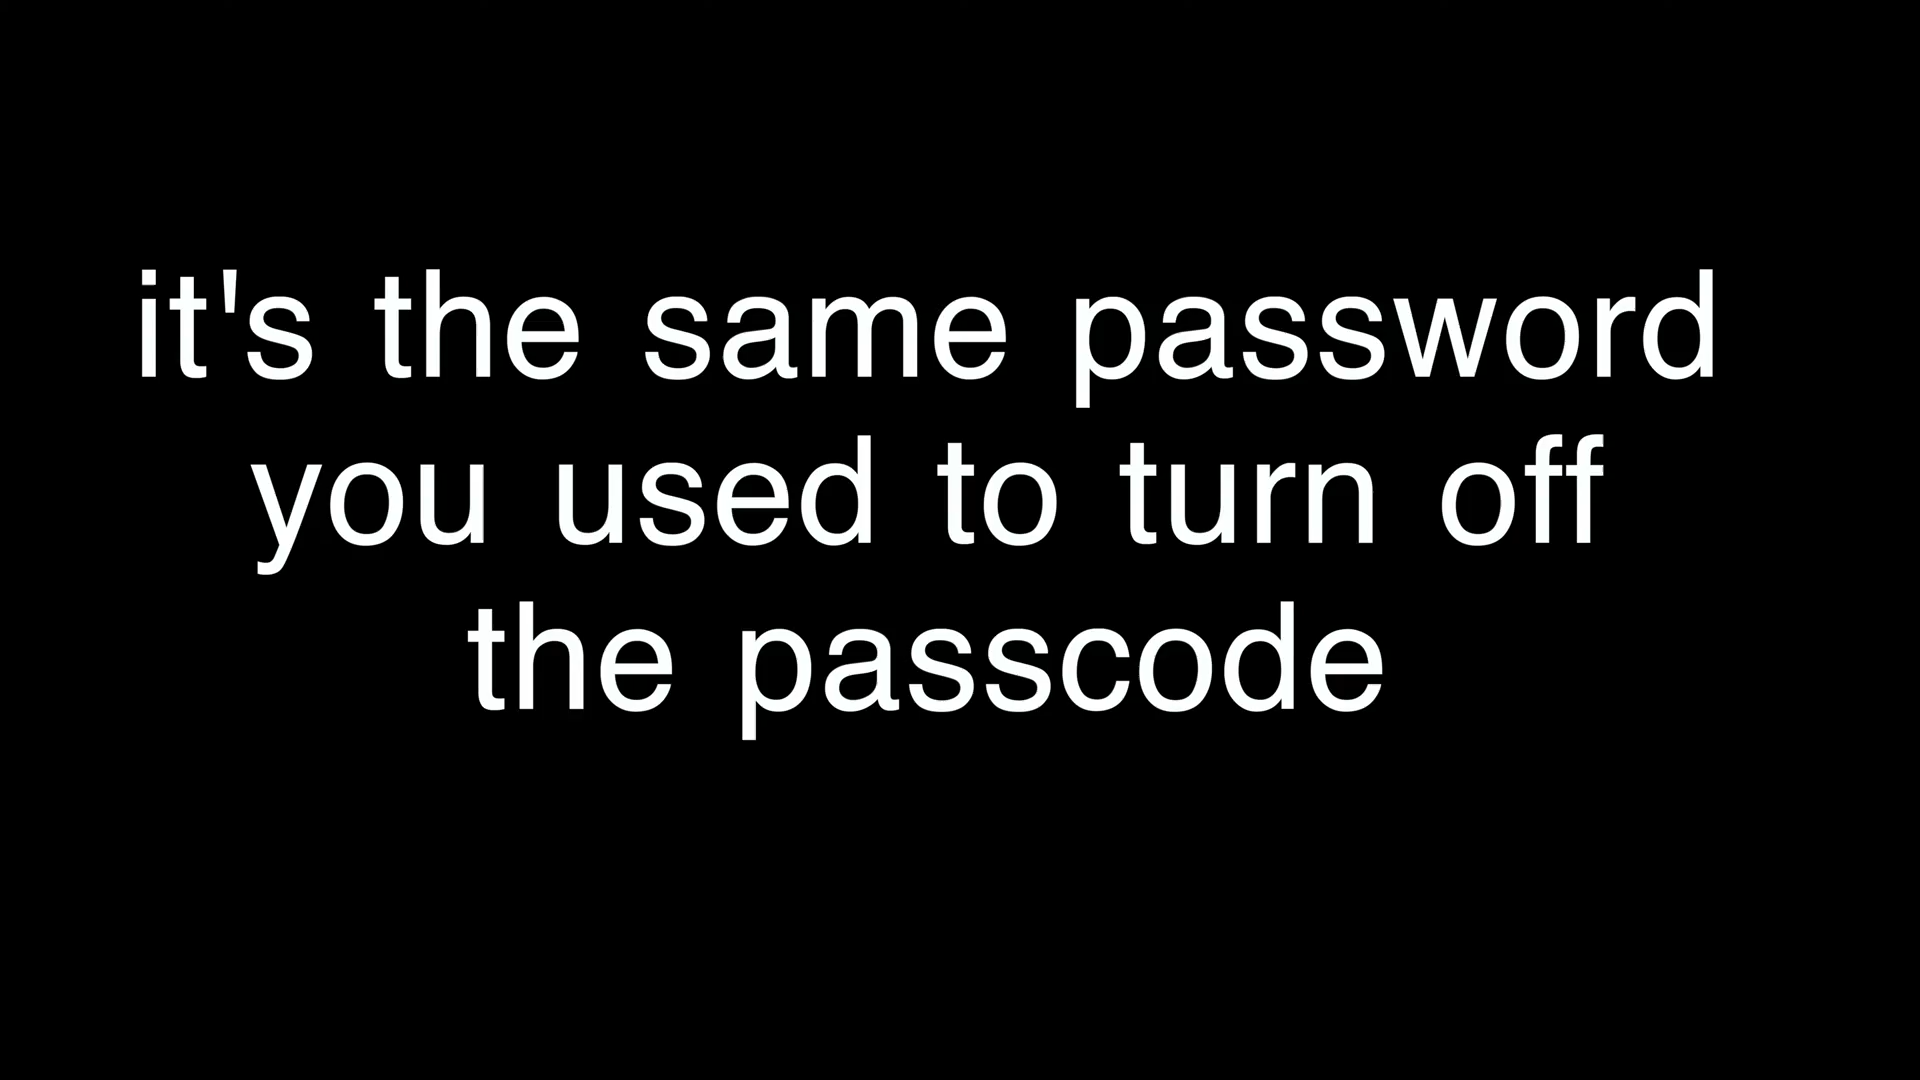 it's the same password
you used to turn off
the passcode